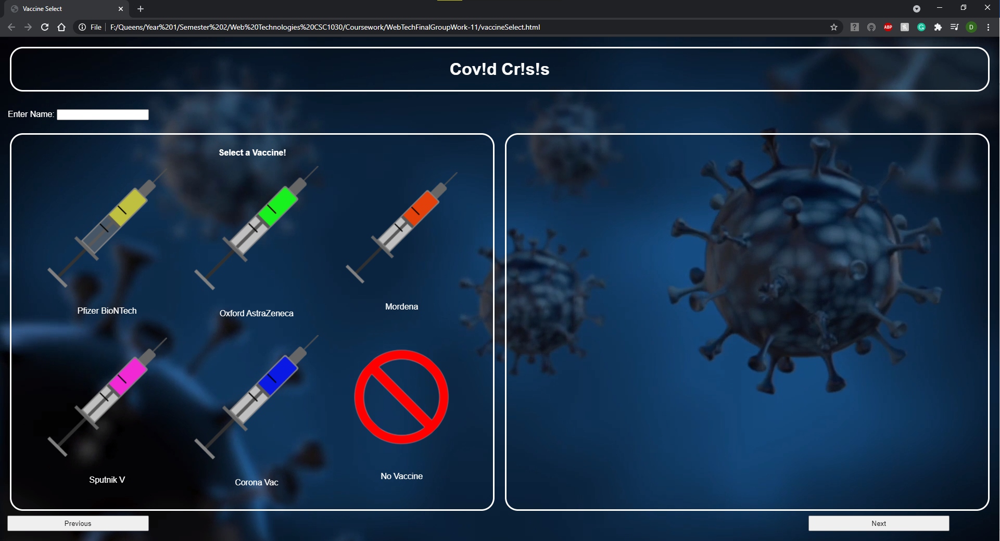 Vaccine Select
File
F:/Queens/Year%201/Semester%202/Web%20Technologies%20CSC1030/Coursework/WebTechFinalGroupWork-11/vaccineSelect.html
ABP
D
Cov!d Cr!s!s
Enter Name:
Select a Vaccine!
Pfizer BioNTech
Oxford AstraZeneca
Mordena
Sputnik V
Corona Vac
No Vaccine
Previous
Next